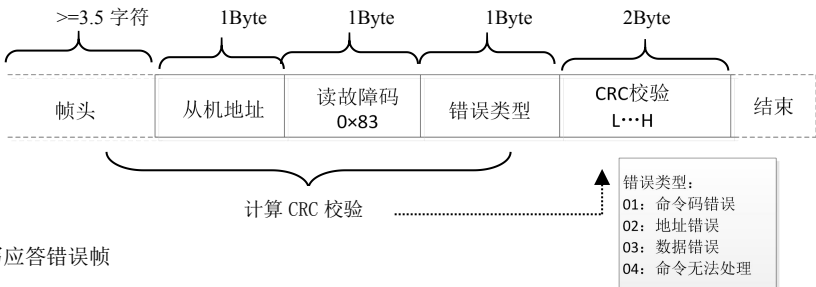 >=3.5 字符 1Byte 1Byte 1Byte 2Byte
帧头 从机地址 读故障码 0×83 错误类型 CRC校验 L…H 结束
计算 CRC 校验
错误类型:
01: 命令码错误
02: 地址错误
03: 数据错误
04: 命令无法处理
应答错误帧